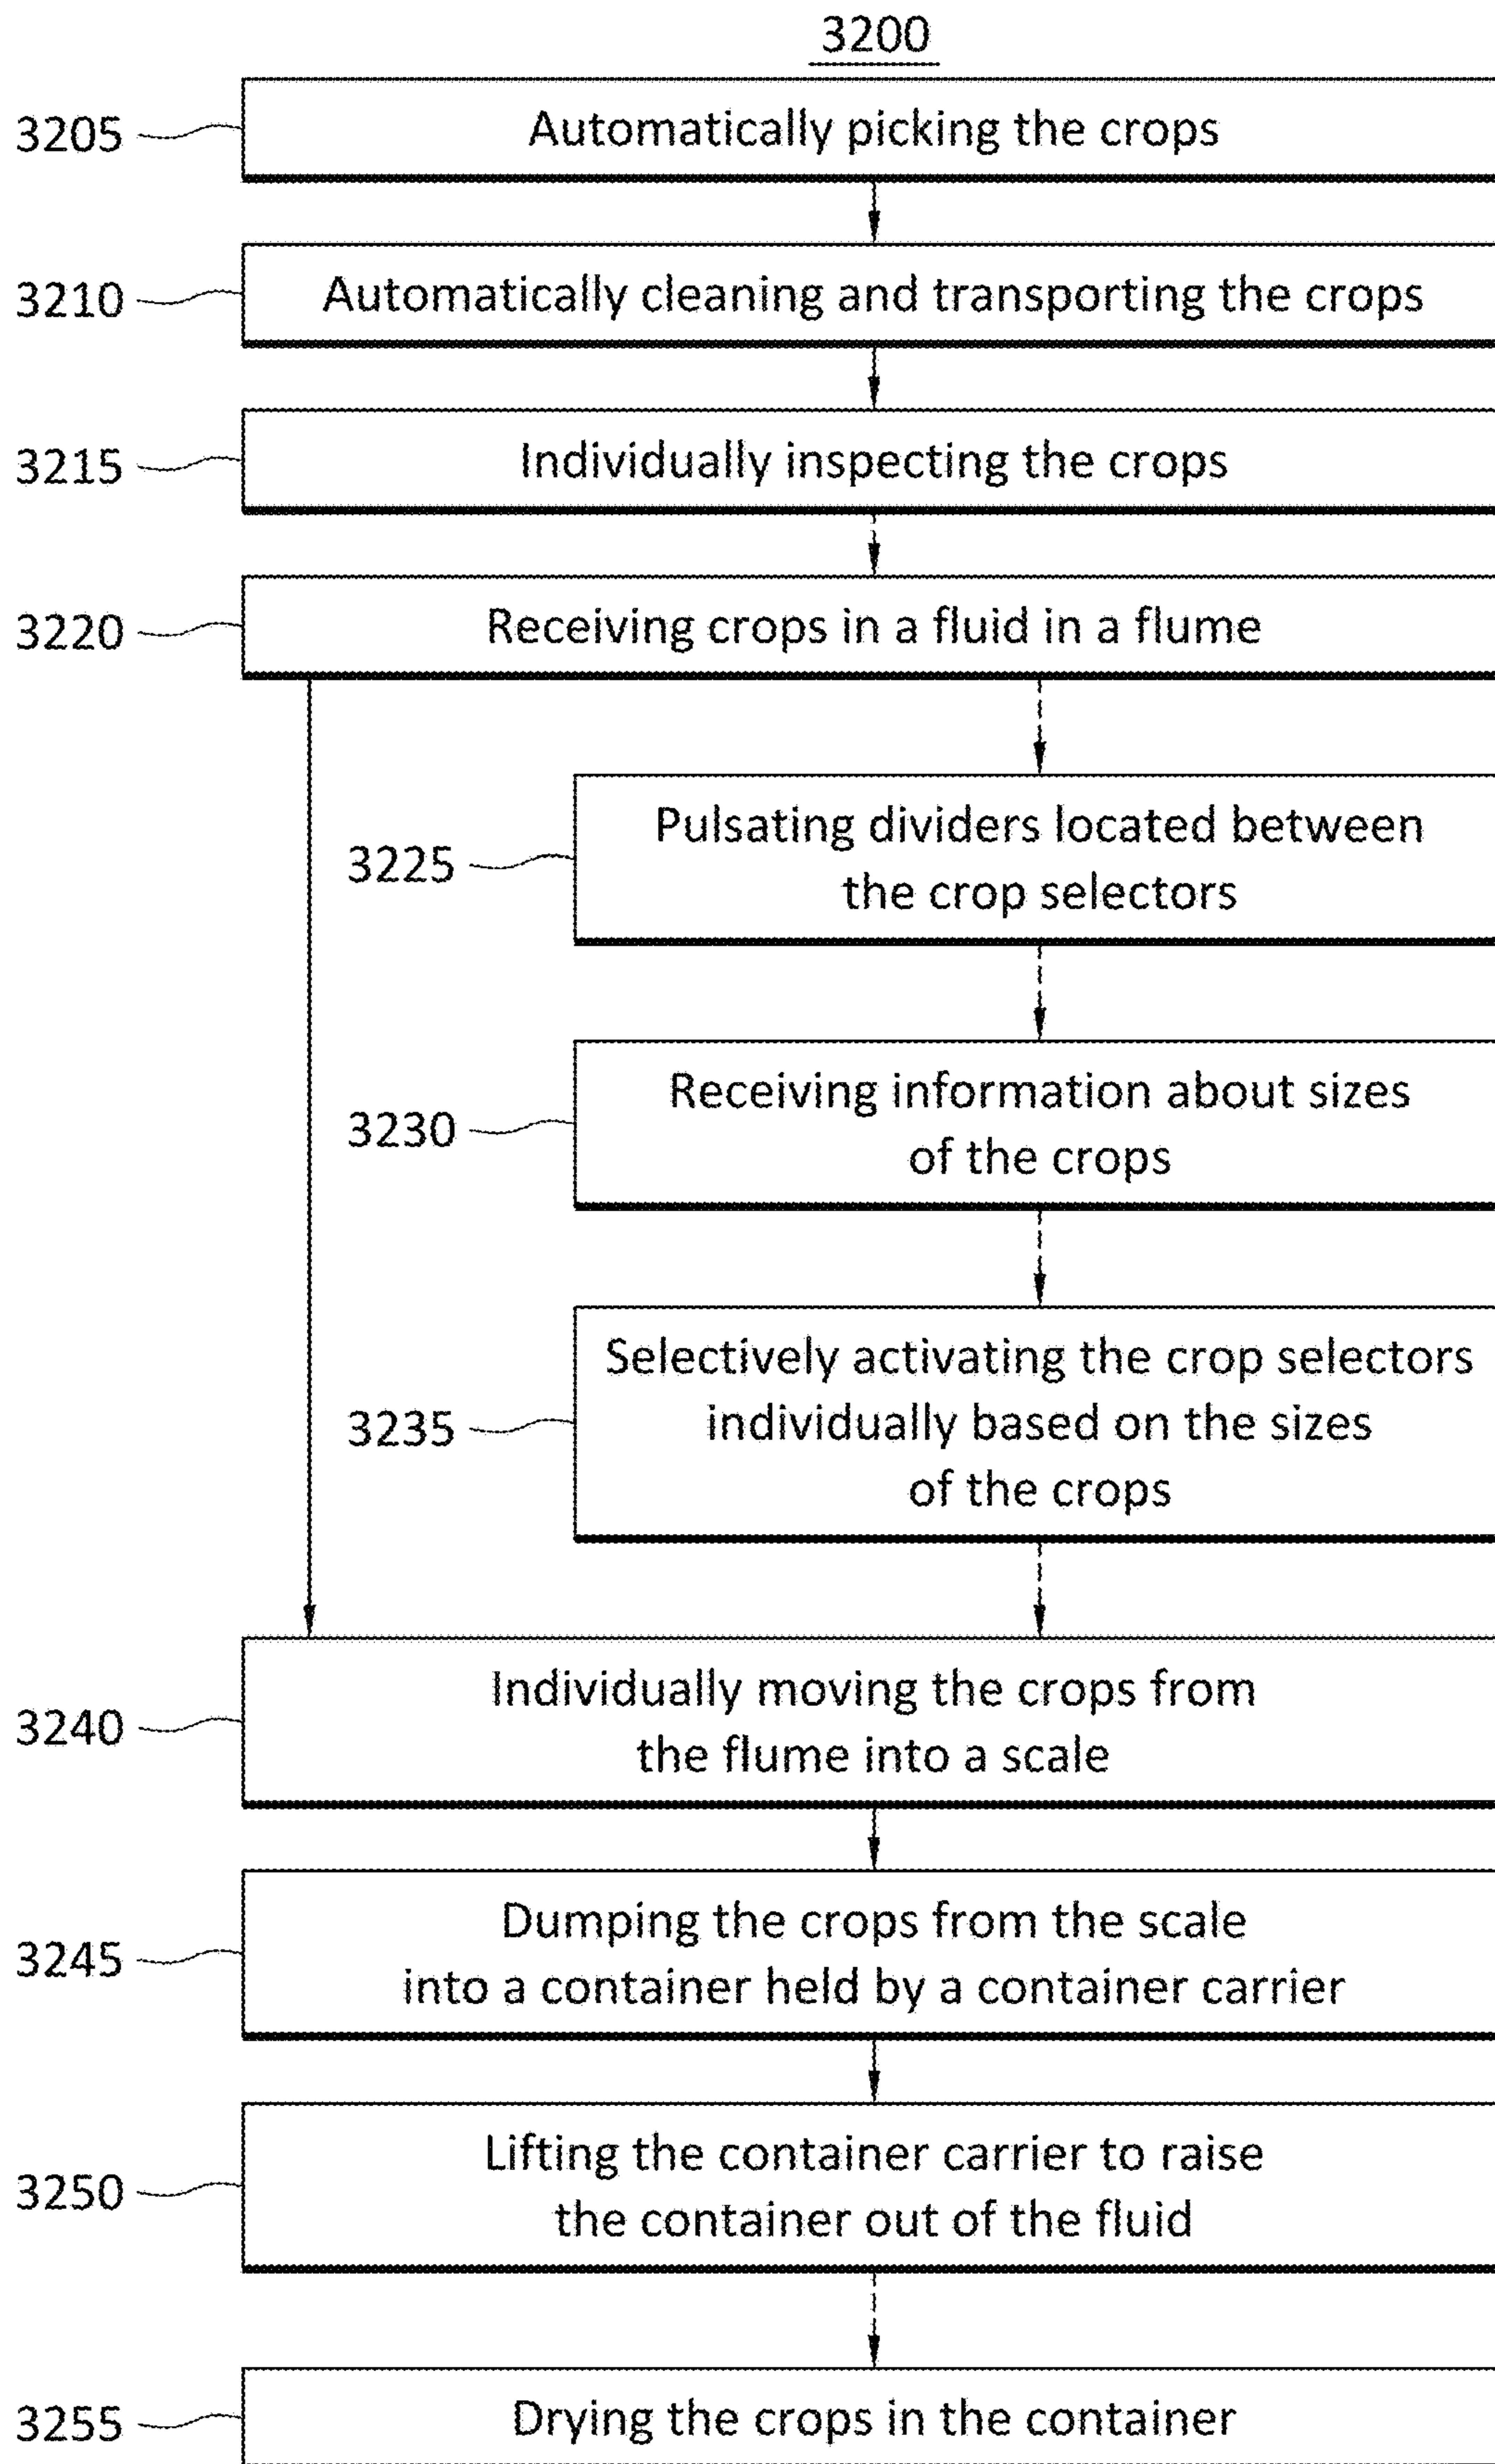 3200
3205
Automatically picking the crops
3210
Automatically cleaning and transporting the crops
3215
Individually inspecting the crops
3220
Receiving crops in a fluid in a flume
3225
Pulsating dividers located between
the crop selectors
3230
Receiving information about sizes
of the crops
3235
Selectively activating the crop selectors
individually based on the sizes
of the crops
3240
Individually moving the crops from
the flume into a scale
3245
Dumping the crops from the scale
into a container held by a container carrier
3250
Lifting the container carrier to raise
the container out of the fluid
3255
Drying the crops in the container